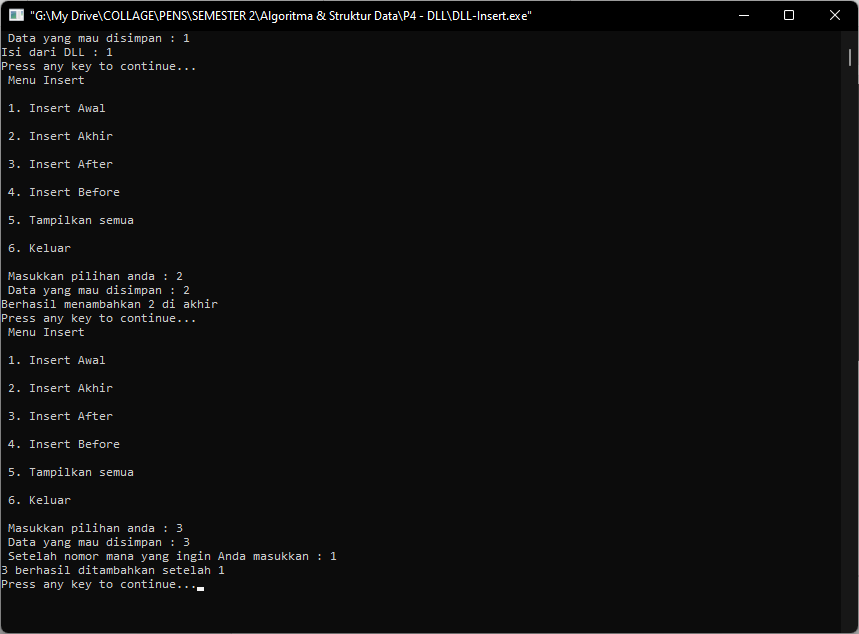 "G:\My Drive\COLLAGE\PENS\SEMESTER 2\Algoritma & Struktur Data\P4 - DLL\DLL-Insert.exe"
Data yang mau disimpan : 1
Isi dari DLL : 1
Press any key to continue...
Menu Insert
1. Insert Awal
2. Insert Akhir
3. Insert After
4. Insert Before
5. Tampilkan semua
6. Keluar
Masukkan pilihan anda : 2
Data yang mau disimpan : 2
Berhasil menambahkan 2 di akhir
Press any key to continue...
Menu Insert
1. Insert Awal
2. Insert Akhir
3. Insert After
4. Insert Before
5. Tampilkan semua
6. Keluar
Masukkan pilihan anda : 3
Data yang mau disimpan : 3
Setelah nomor mana yang ingin Anda masukkan : 1
3 berhasil ditambahkan setelah 1
Press any key to continue...